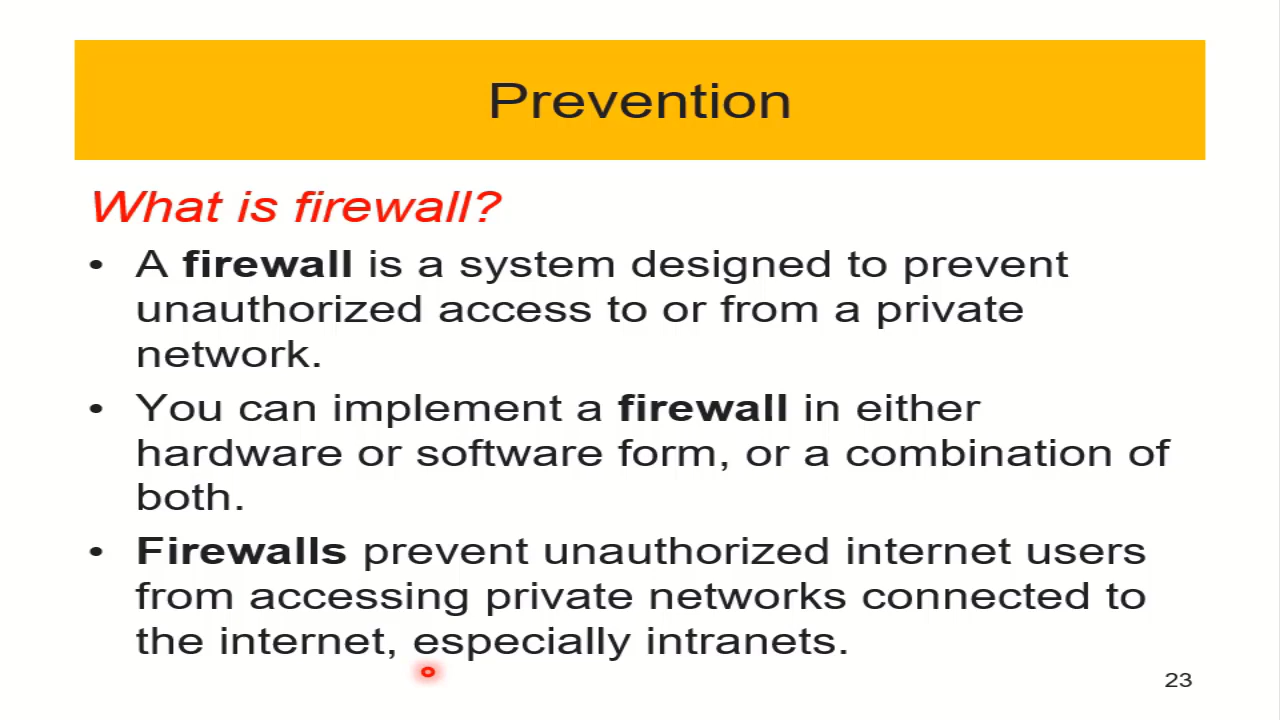 Prevention
What is firewall?
• A firewall is a system designed to prevent
unauthorized access to or from a private
network.
• You can implement a firewall in either
hardware or software form, or a combination of
both.
• Firewalls prevent unauthorized internet users
from accessing private networks connected to
the internet, especially intranets.
23